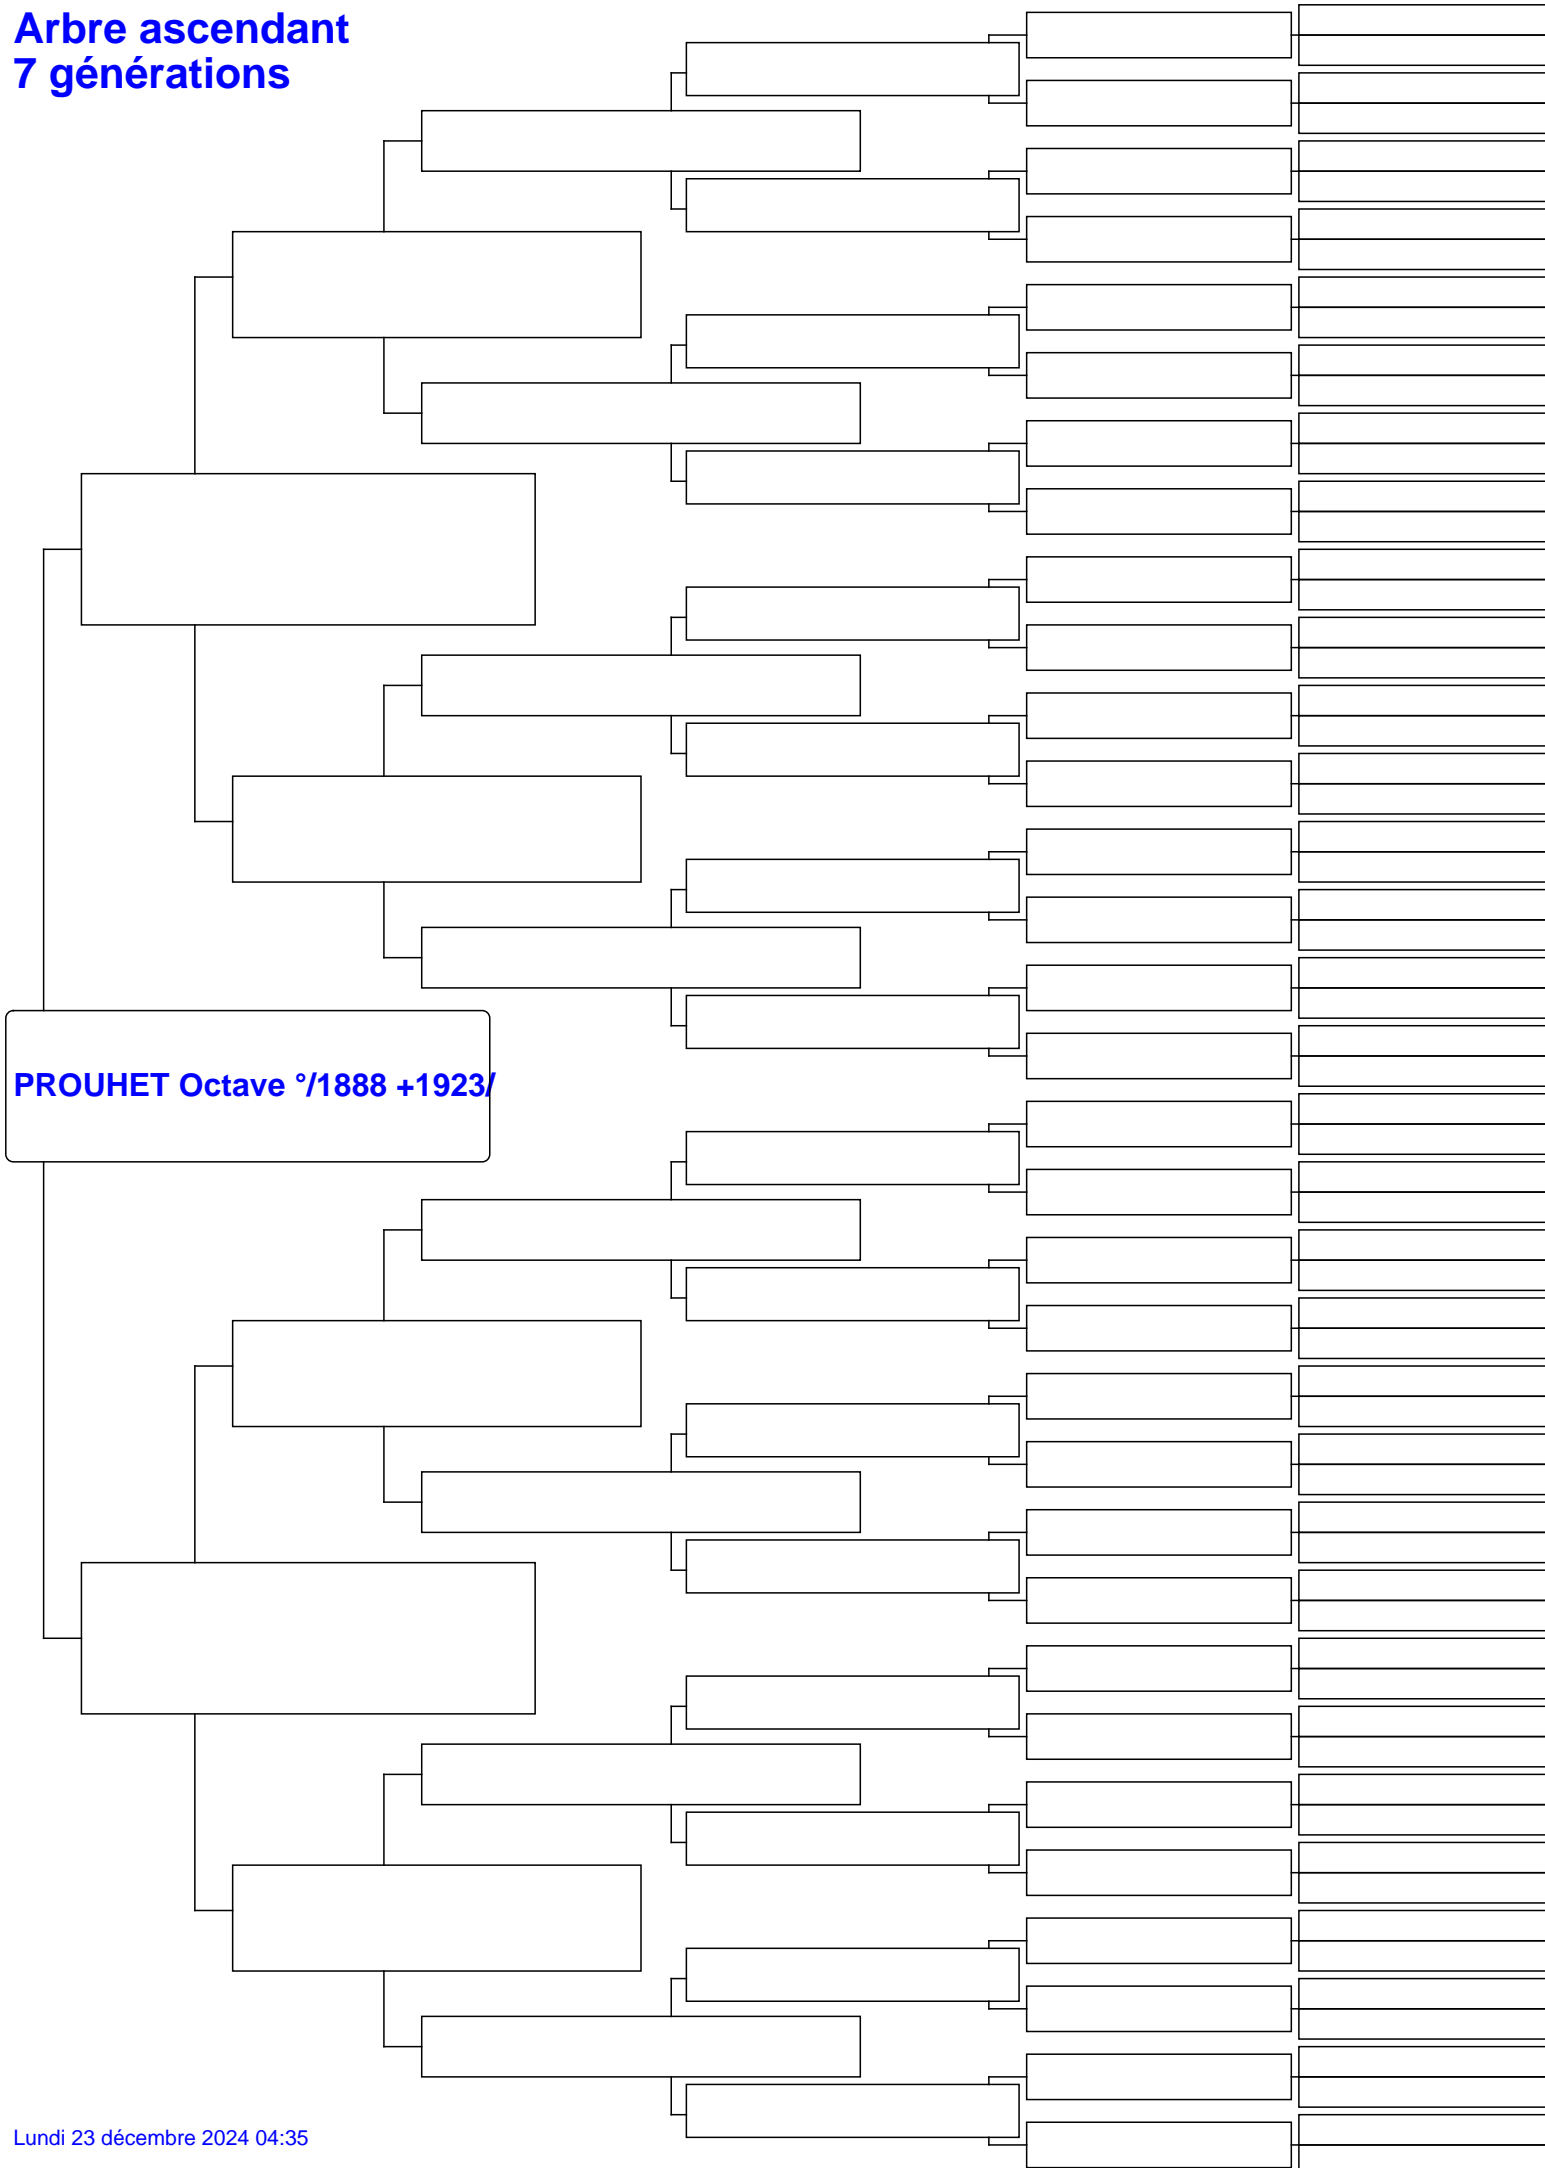 Arbre ascendant
7 générations
PROUHET Octave °/1888 +1923/
Lundi 23 décembre 2024 04:35